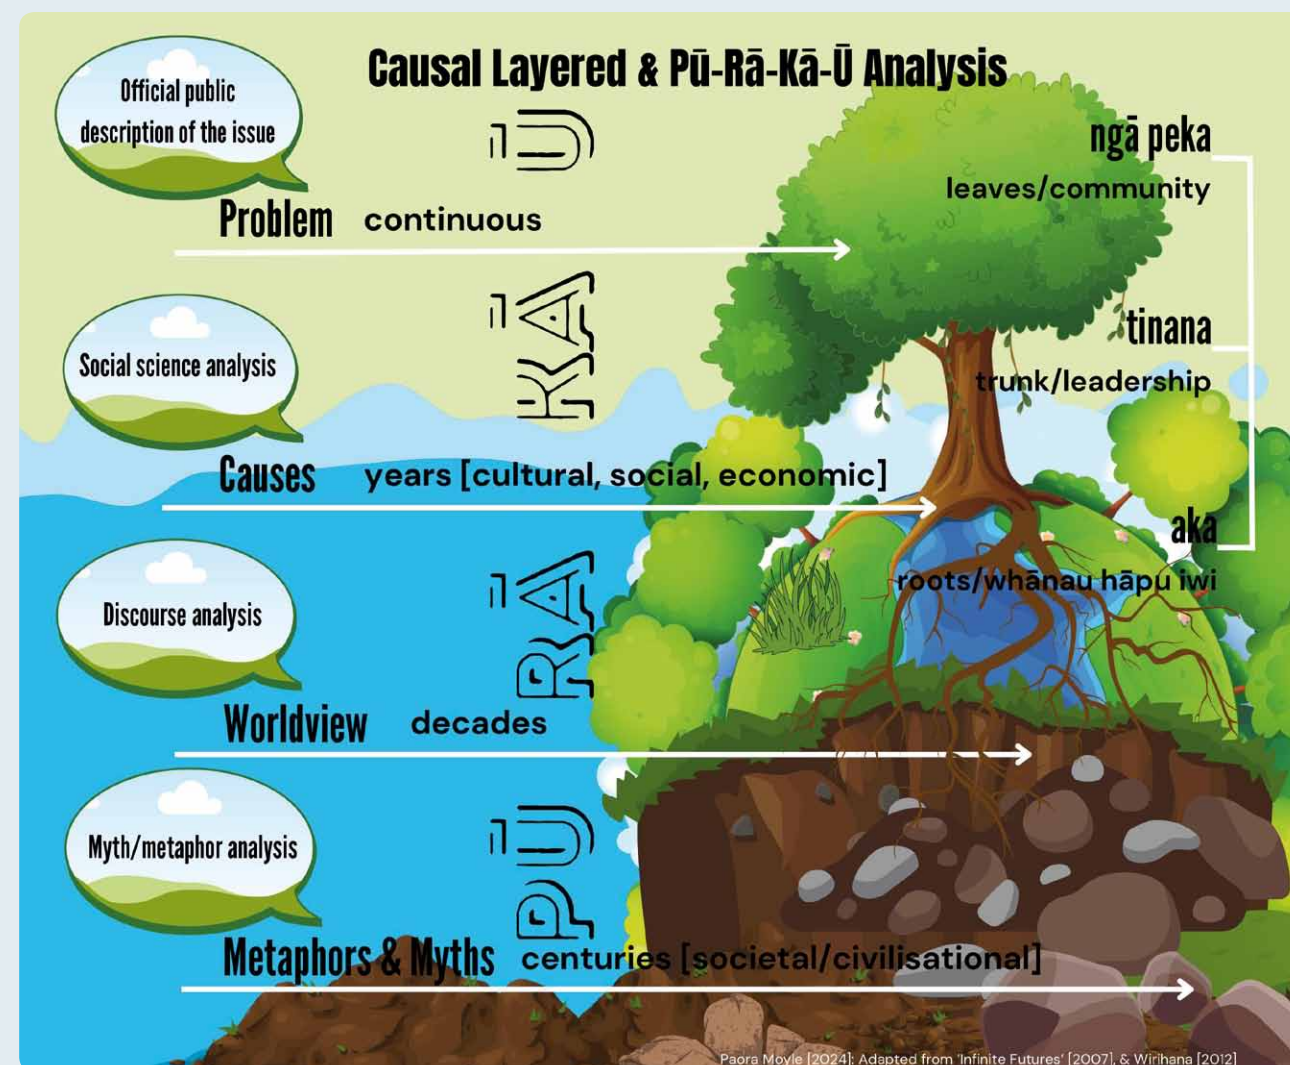 Causal Layered & Pū-Rā-Kā-Ū Analysis
Official public
description of the issue
Ū
Problem continuous
ngā peka
leaves/community
Social science analysis
KĀ
Causes years [cultural, social, economic]
tinana
trunk/leadership
Discourse analysis
RĀ
Worldview decades
aka
roots/whānau hāpu iwi
Myth/metaphor analysis
PŪ
Metaphors & Myths centuries [societal/civilisational]
Paora Moyle [2024]: Adapted from 'Infinite Futures' [2007], & Wirihana [2012]